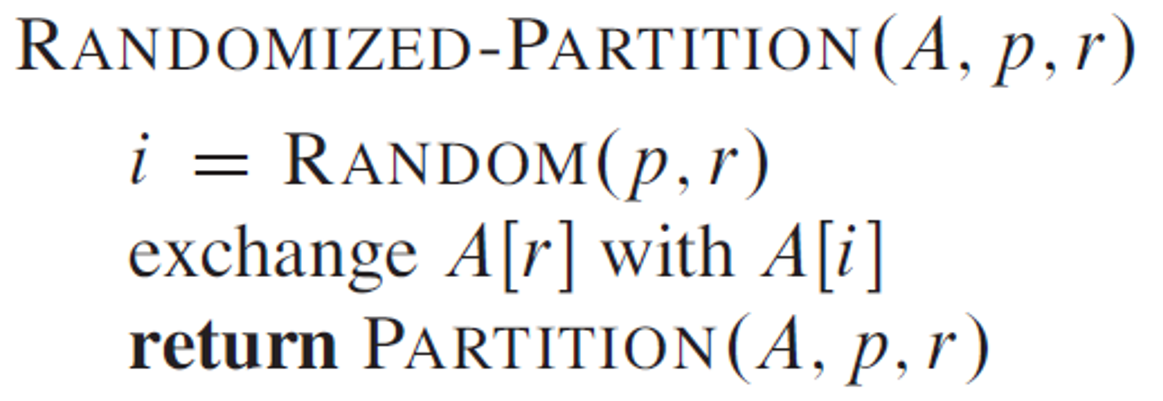 RANDOMIZED-PARTITION(A, p, r)
i = RANDOM(p, r)
exchange A[r] with A[i]
return PARTITION(A, p, r)